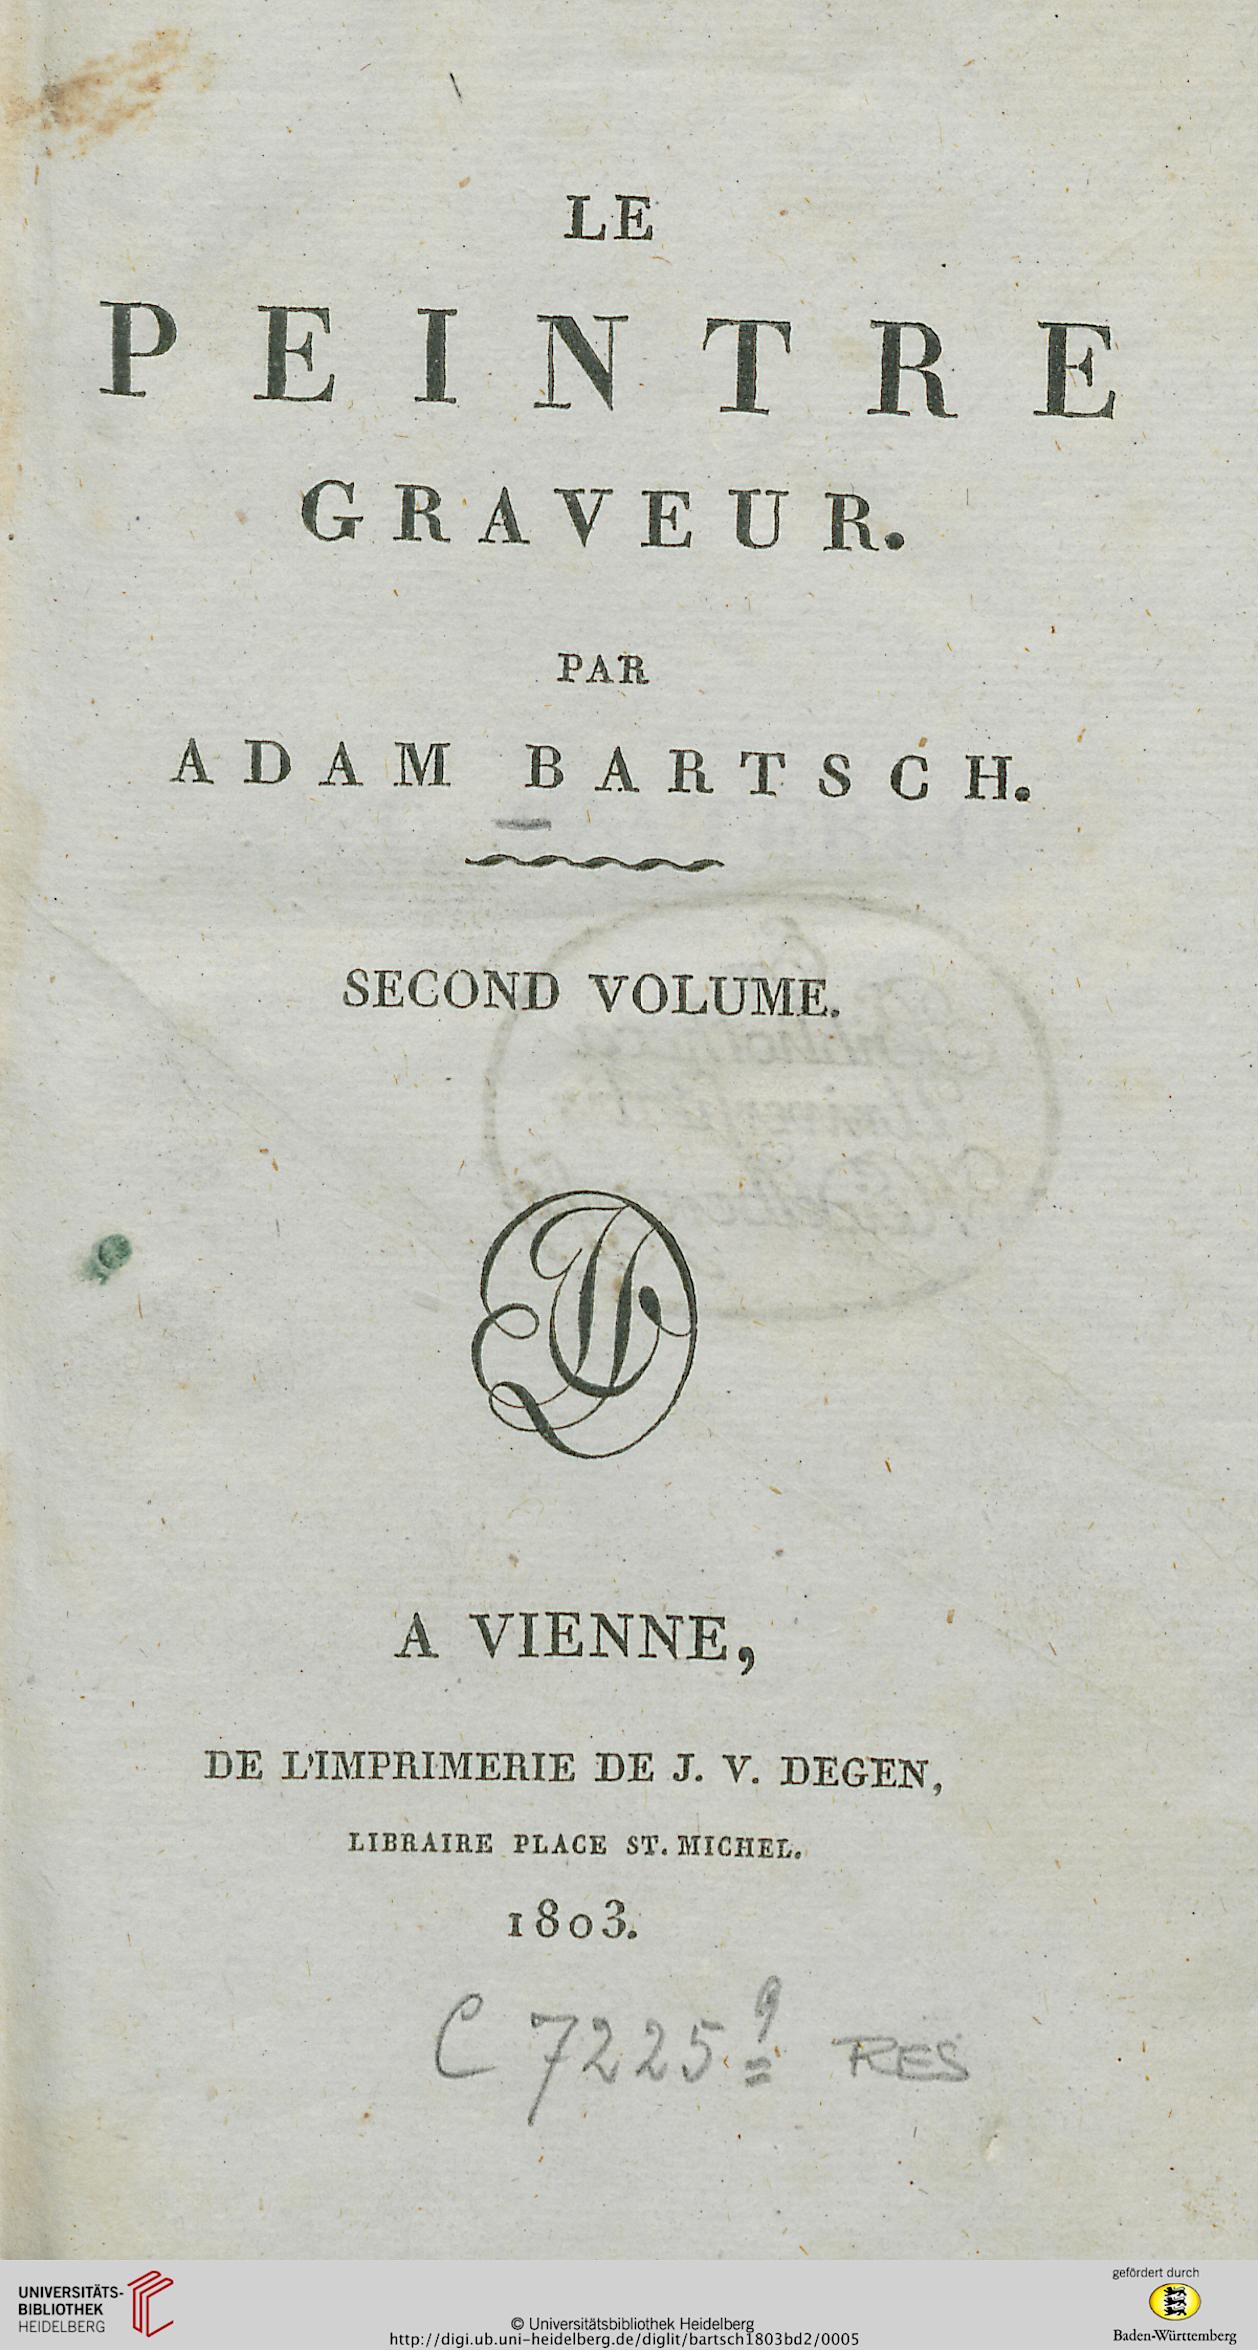 LE
PEINTRE
GRAVEUR.
PAR
ADAM BARTSCH.
SECOND VOLUME.
A VIENNE,
DE L'IMPRIMERIE DE J. V. DEGEN,
LIBRAIRE PLACE ST. MICHEL.
1803.
C 7225 RES
UNIVERSITÄTS-
BIBLIOTHEK
HEIDELBERG
© Universitätsbibliothek Heidelberg
http://digi.ub.uni-heidelberg.de/diglit/bartsch1803bd2/0005
gefördert durch
Baden-Württemberg